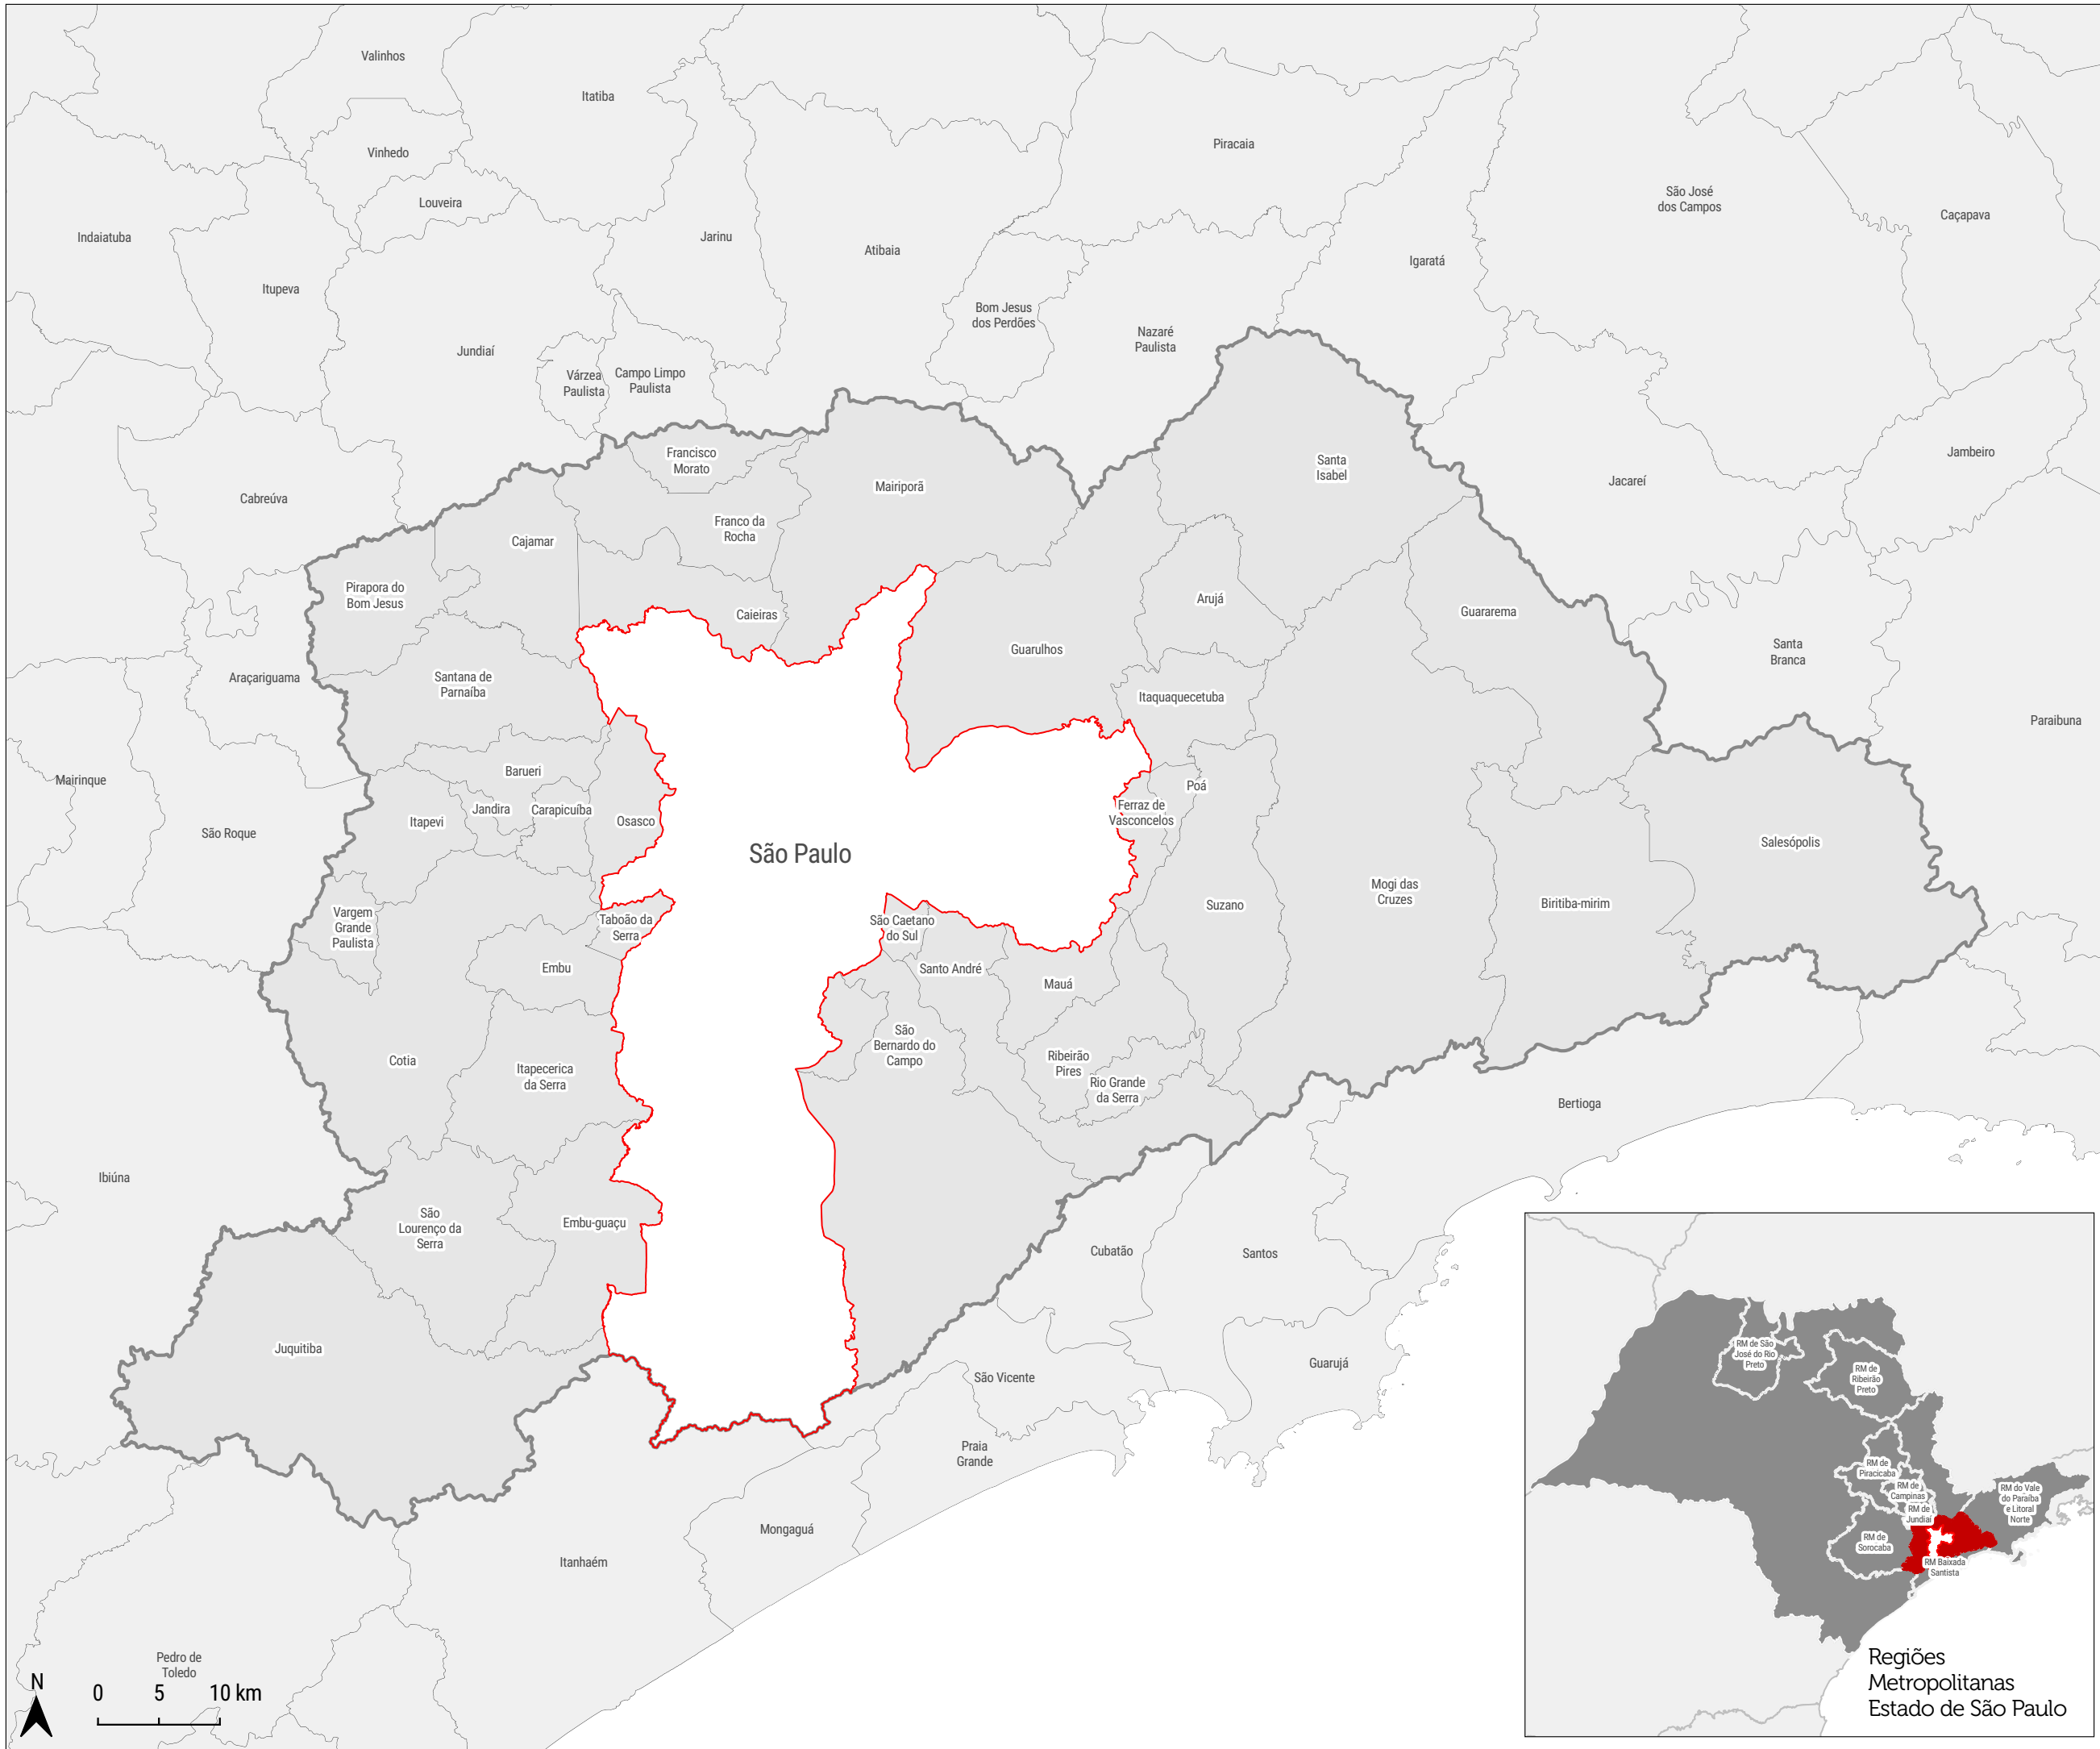 Valinhos
Itatiba
Piracaia
Vinhedo
São José
dos Campos
Louveira
Caçapava
Indaiatuba
Jarinu
Atibaia
Igaratá
Itupeva
Bom Jesus
dos Perdões
Nazaré
Paulista
Jundiaí
Várzea
Paulista
Campo Limpo
Paulista
Francisco
Morato
Santa
Isabel
Jambeiro
Jacareí
Mairiporã
Cabreúva
Franco da
Rocha
Cajamar
Pirapora do
Bom Jesus
Arujá
Guararema
Caieiras
Guarulhos
Santa
Branca
Araçariguama
Santana de
Parnaíba
Itaquaquecetuba
Paraibuna
Mairinque
Barueri
Poá
Jandira
Carapicuíba
Ferraz de
Vasconcelos
Itapevi
Osasco
São Roque
São Paulo
Salesópolis
Mogi das
Cruzes
Suzano
Biritiba-mirim
Vargem
Grande
Paulista
Taboão da
Serra
São Caetano
do Sul
Embu
Santo André
Mauá
São
Bernardo do
Campo
Cotia
Itapecerica
da Serra
Ribeirão
Pires
Rio Grande
da Serra
Bertioga
Ibiúna
São
Lourenço da
Serra
Embu-guaçu
Cubatão
Santos
Juquitiba
Guarujá
São Vicente
Praia
Grande
Mongaguá
Itanhaém
Pedro de
Toledo
N
0 5 10 km
RM de São
José do Rio
Preto
RM de
Ribeirão
Preto
RM de
Piracicaba
RM de
Campinas
RM de
Jundiaí
RM do Vale
do Paraíba
e Litoral
Norte
RM de
Sorocaba
RM Baixada
Santista
Regiões
Metropolitanas
Estado de São Paulo